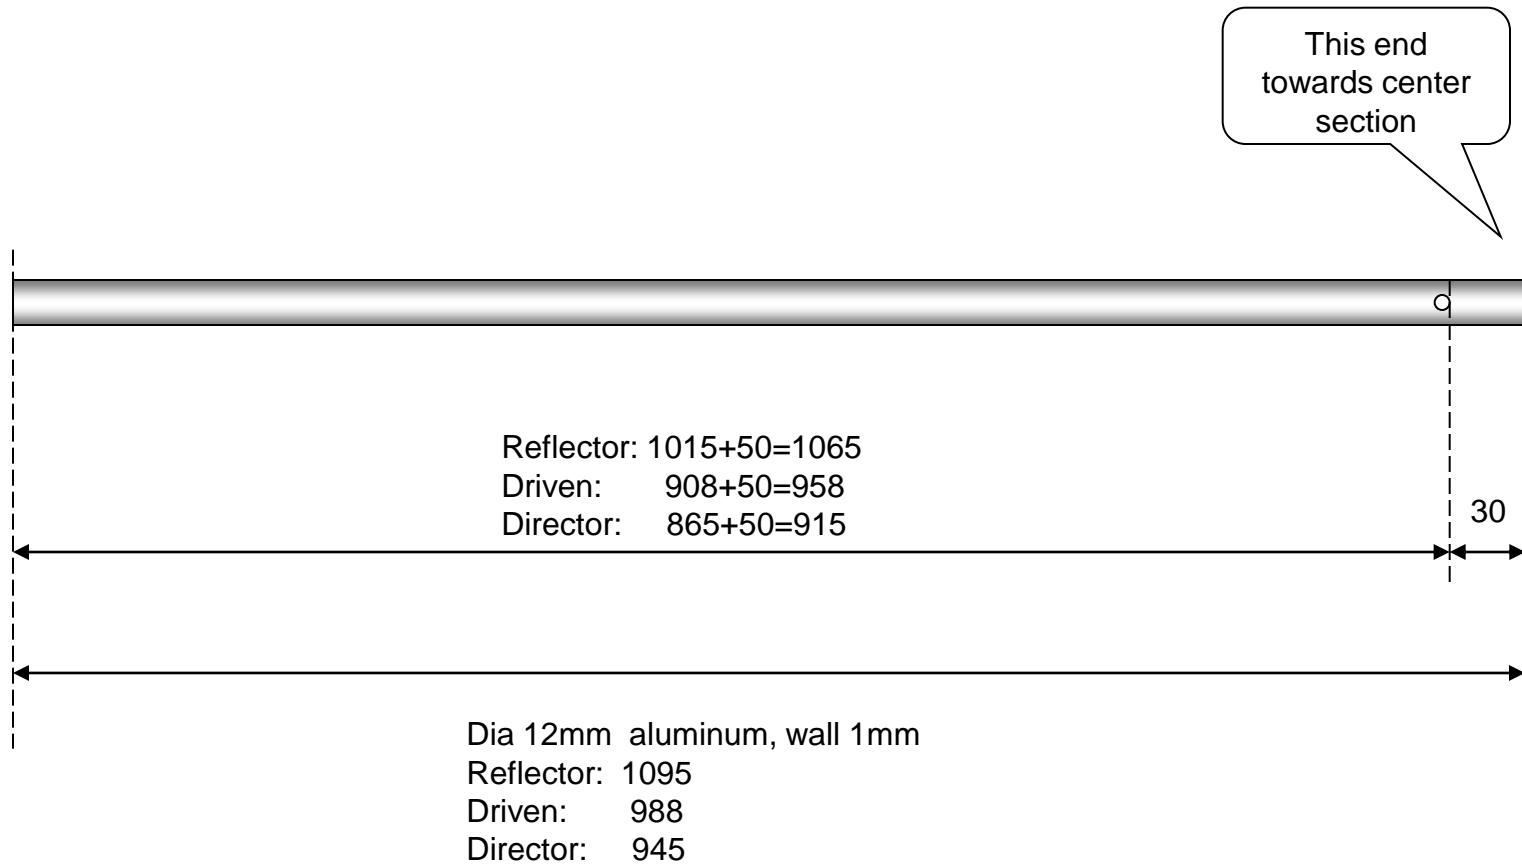 This end
towards center
section
Reflector: 1015+50=1065
Driven: 908+50=958
Director: 865+50=915
30
Dia 12mm aluminum, wall 1mm
Reflector: 1095
Driven: 988
Director: 945